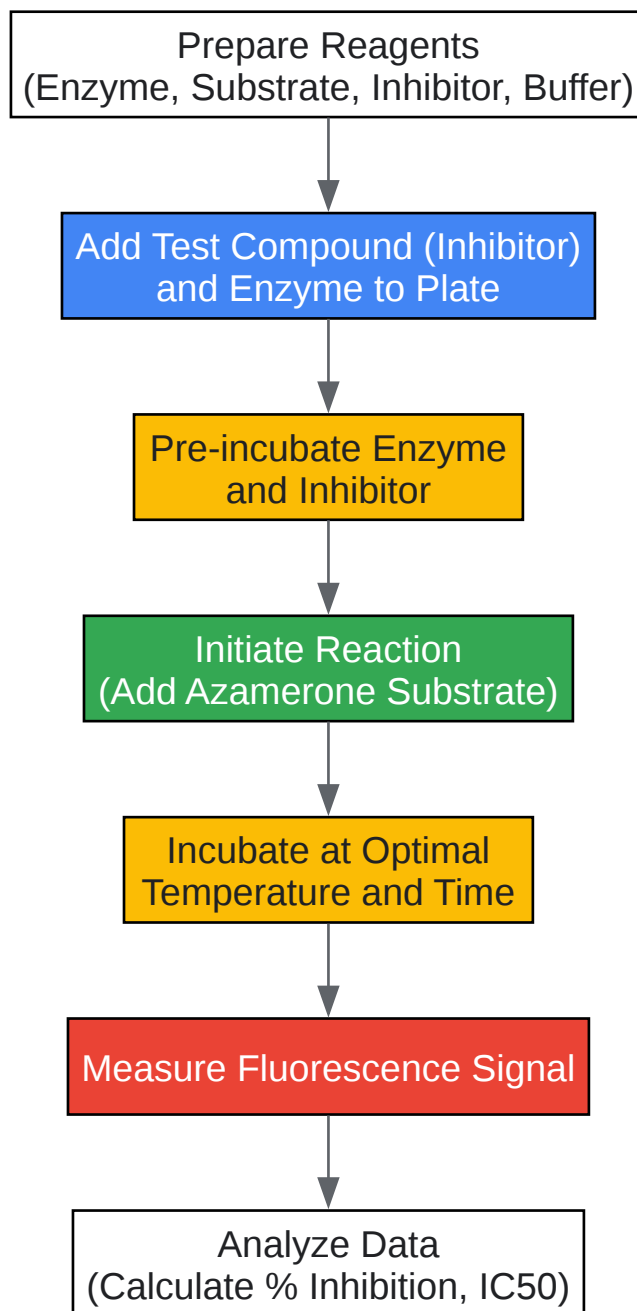 Prepare Reagents
(Enzyme, Substrate, Inhibitor, Buffer)
Add Test Compound (Inhibitor)
and Enzyme to Plate
Pre-incubate Enzyme
and Inhibitor
Initiate Reaction
(Add Azamerone Substrate)
Incubate at Optimal
Temperature and Time
Measure Fluorescence Signal
Analyze Data
(Calculate % Inhibition, IC50)